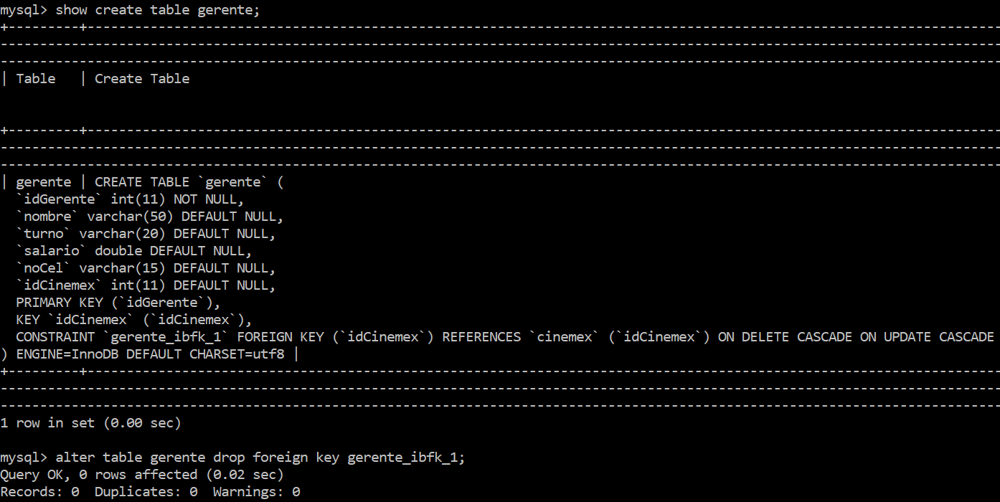 mysql> show create table gerente;
+---------+--------------------------------------------------------------------------------------------------------------------
-------------------------------------------------------------------------------------------------------------------------------
-------------------------------------------------------------------------------------------------------------------------------
| Table   | Create Table
+---------+--------------------------------------------------------------------------------------------------------------------
-------------------------------------------------------------------------------------------------------------------------------
-------------------------------------------------------------------------------------------------------------------------------
| gerente | CREATE TABLE `gerente` (
  `idGerente` int(11) NOT NULL,
  `nombre` varchar(50) DEFAULT NULL,
  `turno` varchar(20) DEFAULT NULL,
  `salario` double DEFAULT NULL,
  `noCel` varchar(15) DEFAULT NULL,
  `idCinemex` int(11) DEFAULT NULL,
  PRIMARY KEY (`idGerente`),
  KEY `idCinemex` (`idCinemex`),
  CONSTRAINT `gerente_ibfk_1` FOREIGN KEY (`idCinemex`) REFERENCES `cinemex` (`idCinemex`) ON DELETE CASCADE ON UPDATE CASCADE
) ENGINE=InnoDB DEFAULT CHARSET=utf8 |
+---------+--------------------------------------------------------------------------------------------------------------------
-------------------------------------------------------------------------------------------------------------------------------
-------------------------------------------------------------------------------------------------------------------------------
1 row in set (0.00 sec)
mysql> alter table gerente drop foreign key gerente_ibfk_1;
Query OK, 0 rows affected (0.02 sec)
Records: 0  Duplicates: 0  Warnings: 0